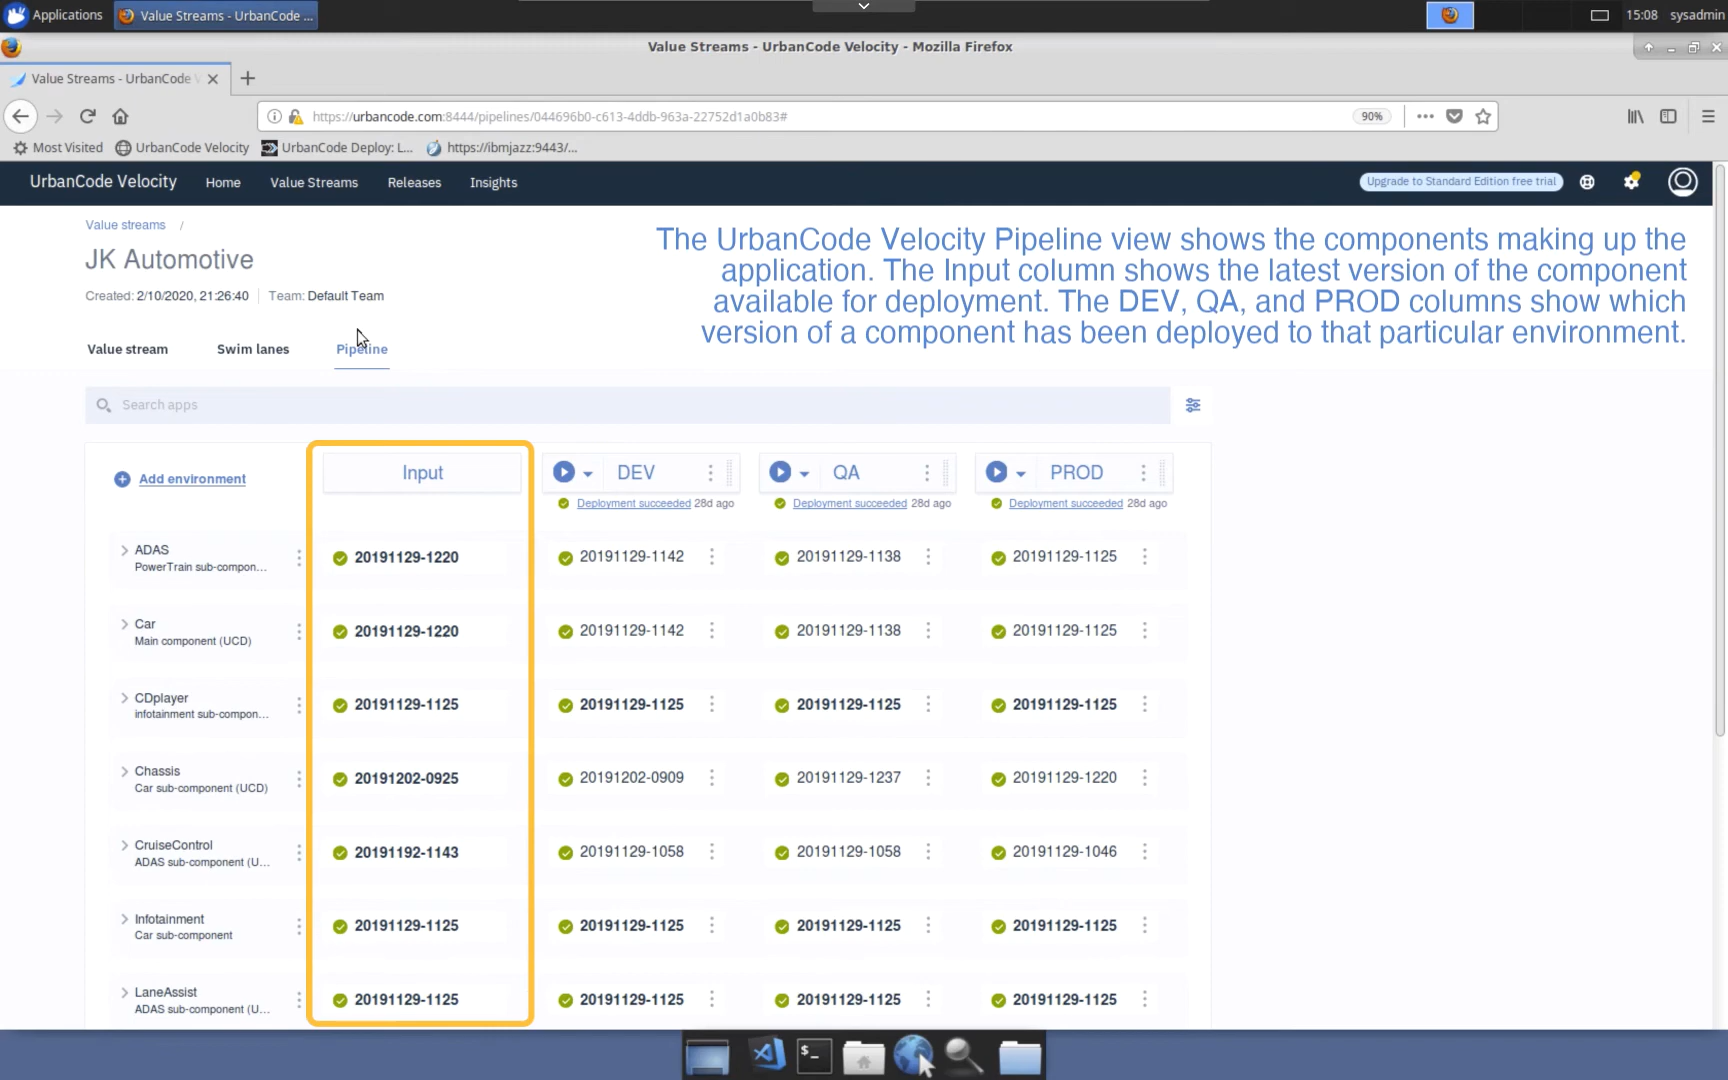 Applications
Value Streams - UrbanCode ...
15:08 sysadmin
Value Streams - UrbanCode Velocity - Mozilla Firefox
Value Streams - UrbanCode
https://urbancode.com:8444/pipelines/044696b0-c613-4ddb-963a-22752d1a0b83#
90%
Most Visited
UrbanCode Velocity
UrbanCode Deploy: L...
https://ibmjazz:9443/...
UrbanCode Velocity
Home
Value Streams
Releases
Insights
Upgrade to Standard Edition free trial
Value streams /
JK Automotive
Created: 2/10/2020, 21:26:40
Team: Default Team
The UrbanCode Velocity Pipeline view shows the components making up the
application. The Input column shows the latest version of the component
available for deployment. The DEV, QA, and PROD columns show which
version of a component has been deployed to that particular environment.
Value stream
Swim lanes
Pipeline
Search apps
Add environment
Input
DEV
QA
PROD
Deployment succeeded 28d ago
Deployment succeeded 28d ago
Deployment succeeded 28d ago
ADAS
PowerTrain sub-compon...
20191129-1220
20191129-1142
20191129-1138
20191129-1125
Car
Main component (UCD)
20191129-1220
20191129-1142
20191129-1138
20191129-1125
CDplayer
infotainment sub-compon...
20191129-1125
20191129-1125
20191129-1125
20191129-1125
Chassis
Car sub-component (UCD)
20191202-0925
20191202-0909
20191129-1237
20191129-1220
CruiseControl
ADAS sub-component (U...
20191192-1143
20191129-1058
20191129-1058
20191129-1046
Infotainment
Car sub-component
20191129-1125
20191129-1125
20191129-1125
20191129-1125
LaneAssist
ADAS sub-component (U...
20191129-1125
20191129-1125
20191129-1125
20191129-1125